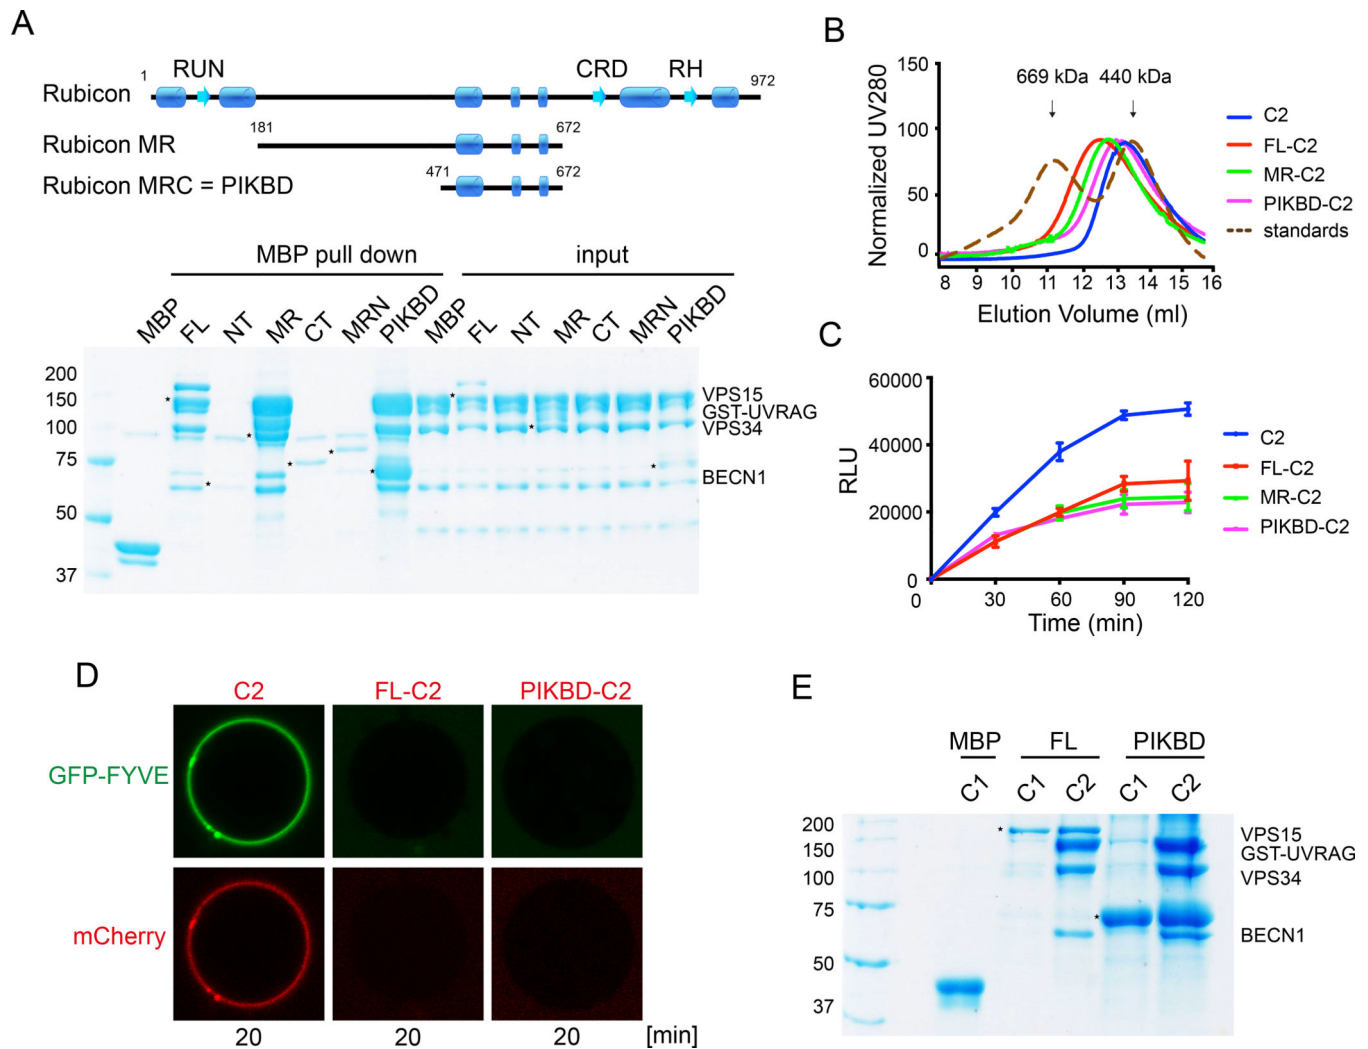 A
RUN CRD RH
1 972
Rubicon
181 672
Rubicon MR
471 672
Rubicon MRC = PIKBD
MBP pull down input
MBP FL NT MR CT MRN PIKBD MBP FL NT MR CT MRN PIKBD
200
150
100
75
50
37
*
*
*
*
*
*
*
*
*
VPS15
GST-UVRAG
VPS34
BECN1
B
Normalized UV280
150
100
50
0
669 kDa 440 kDa
8 9 10 11 12 13 14 15 16
Elution Volume (ml)
C2
FL-C2
MR-C2
PIKBD-C2
standards
C
RLU
60000
40000
20000
0
0 30 60 90 120
Time (min)
C2
FL-C2
MR-C2
PIKBD-C2
D
C2 FL-C2 PIKBD-C2
GFP-FYVE
mCherry
20 20 20 [min]
E
MBP FL PIKBD
C1 C1 C2 C1 C2
200
150
100
75
50
37
*
*
VPS15
GST-UVRAG
VPS34
BECN1